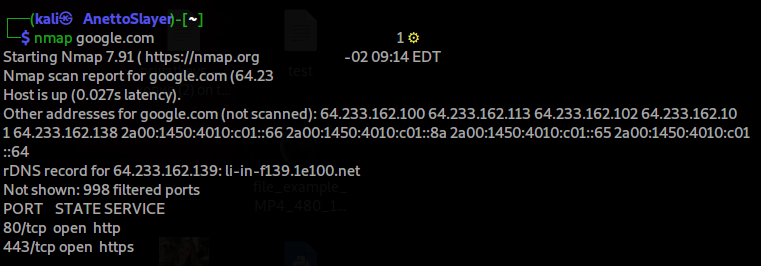 (kali㉿ AnettoSlayer)-[~]
$ nmap google.com 1 ⚙
Starting Nmap 7.91 ( https://nmap.org -02 09:14 EDT
Nmap scan report for google.com (64.23
Host is up (0.027s latency).
Other addresses for google.com (not scanned): 64.233.162.100 64.233.162.113 64.233.162.102 64.233.162.10
1 64.233.162.138 2a00:1450:4010:c01::66 2a00:1450:4010:c01::8a 2a00:1450:4010:c01::65 2a00:1450:4010:c01
::64
rDNS record for 64.233.162.139: li-in-f139.1e100.net
Not shown: 998 filtered ports
PORT STATE SERVICE
80/tcp open http
443/tcp open https
test
file_example_
MP4_480_1...